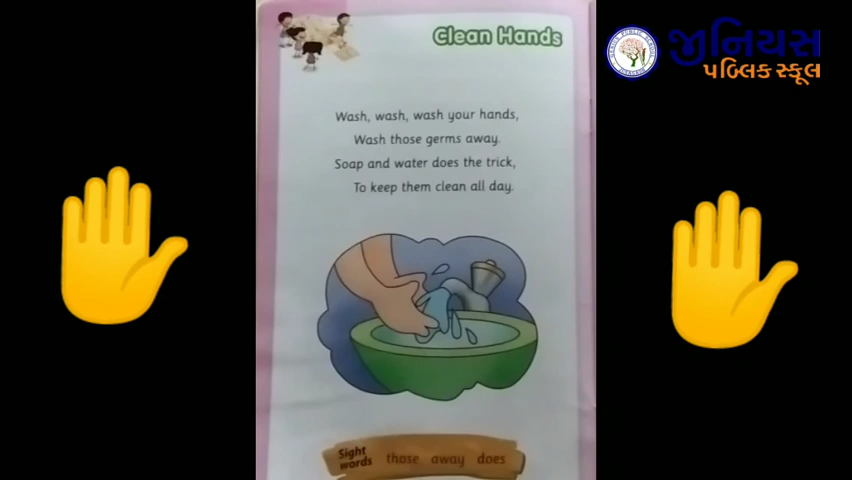 Clean Hands
જીનિયસ
પબ્લિક સ્કૂલ
Wash, wash, wash your hands,
Wash those germs away.
Soap and water does the trick,
To keep them clean all day.
Sight words
those away does